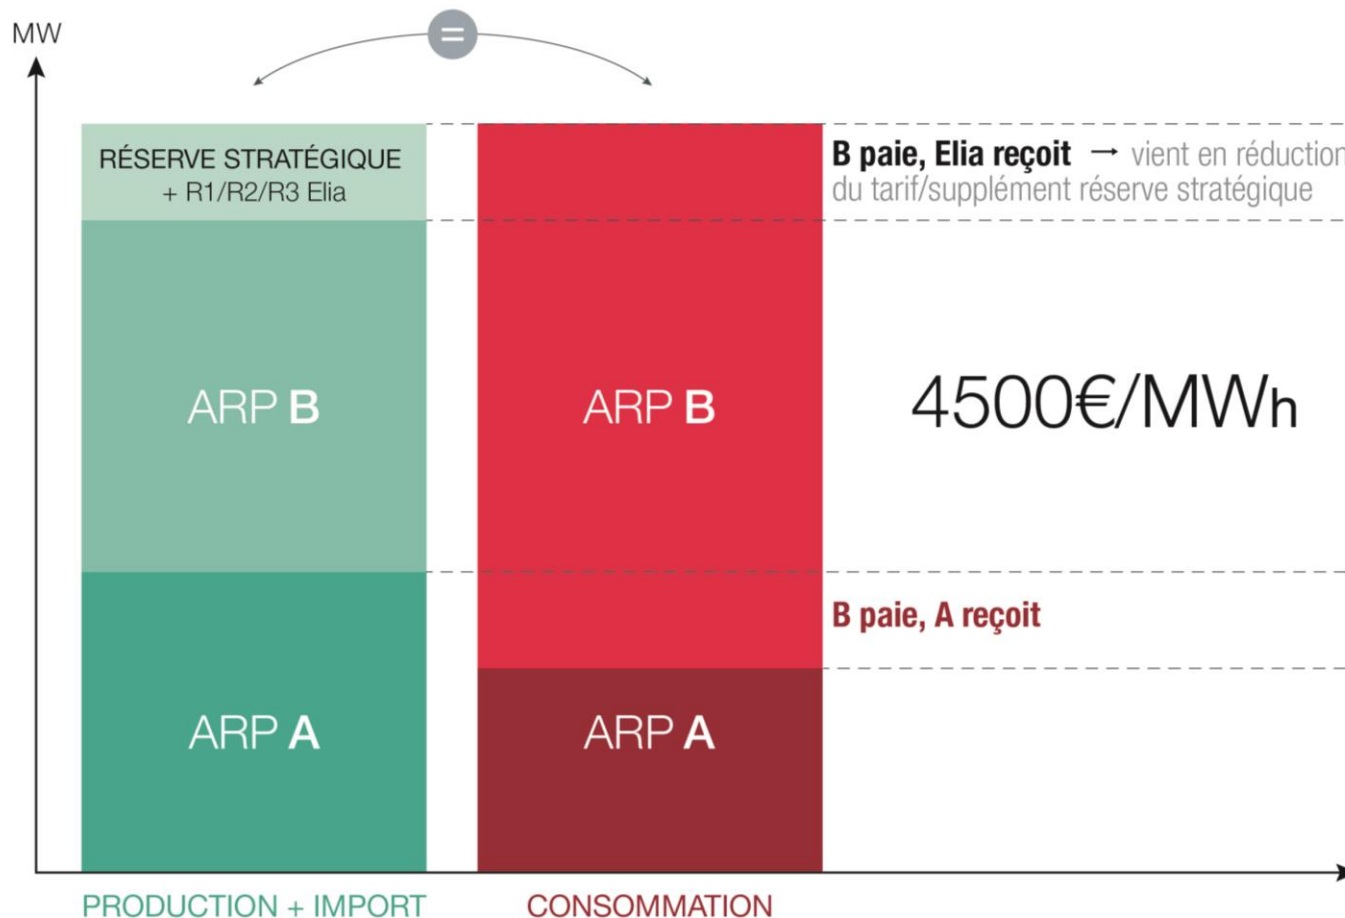 MW
=
RÉSERVE STRATÉGIQUE
+ R1/R2/R3 Elia
B paie, Elia reçoit → vient en réduction
du tarif/supplément réserve stratégique
ARP B
ARP B
4500€/MWh
B paie, A reçoit
ARP A
ARP A
PRODUCTION + IMPORT
CONSOMMATION